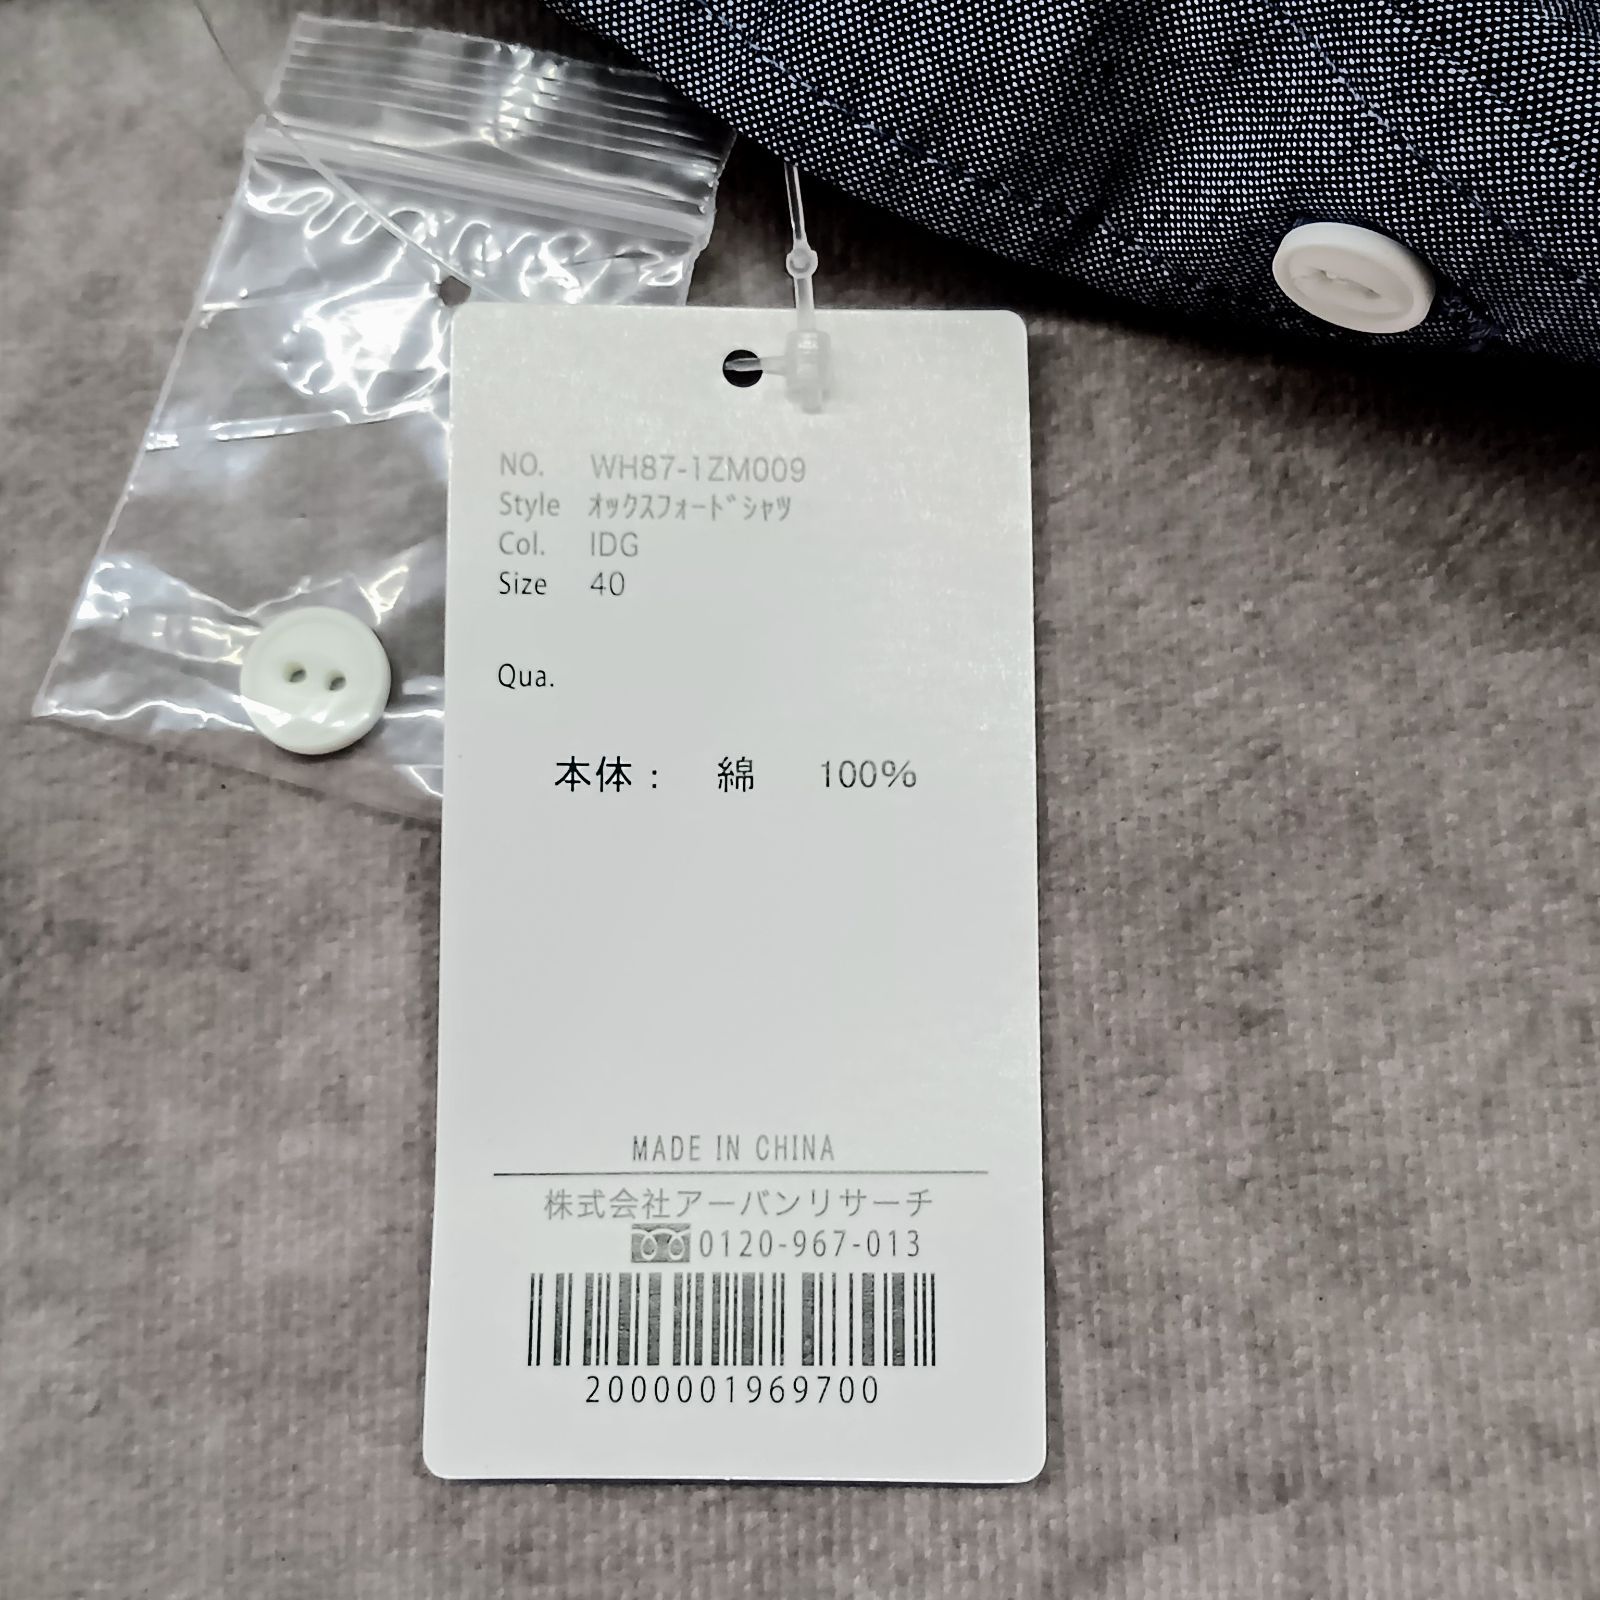 NO. WH87-1ZM009
Style ｵｯｸｽﾌｫｰﾄﾞｼｬﾂ
Col. IDG
Size 40
Qua.
本体： 綿 100%
MADE IN CHINA
株式会社アーバンリサーチ
0120-967-013
2000001969700